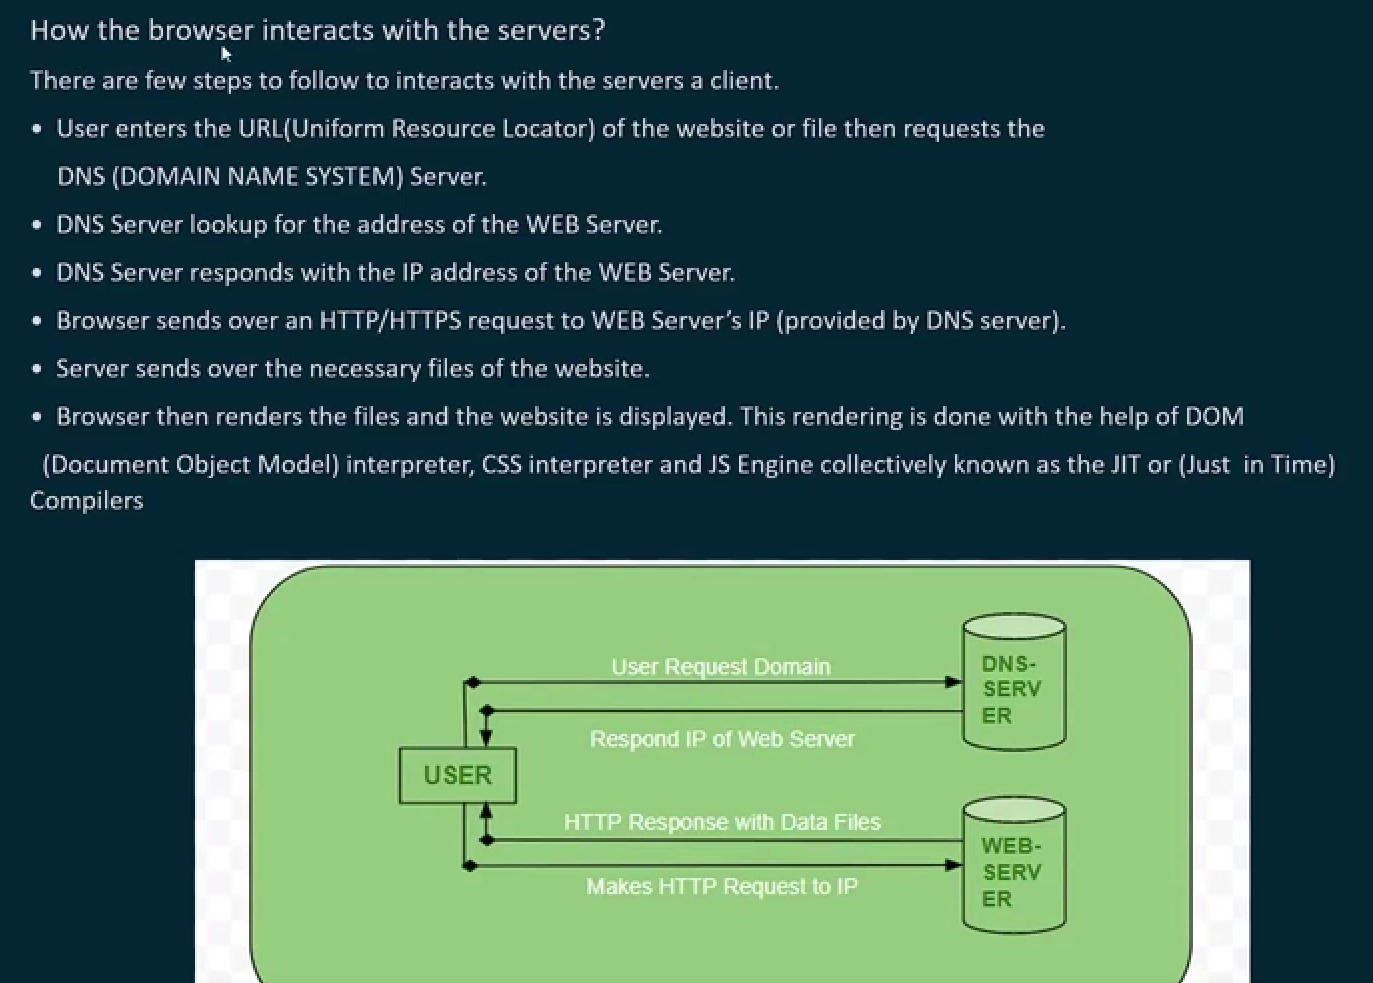 How the browser interacts with the servers?
There are few steps to follow to interacts with the servers a client.
• User enters the URL(Uniform Resource Locator) of the website or file then requests the
DNS (DOMAIN NAME SYSTEM) Server.
• DNS Server lookup for the address of the WEB Server.
• DNS Server responds with the IP address of the WEB Server.
• Browser sends over an HTTP/HTTPS request to WEB Server’s IP (provided by DNS server).
• Server sends over the necessary files of the website.
• Browser then renders the files and the website is displayed. This rendering is done with the help of DOM
(Document Object Model) interpreter, CSS interpreter and JS Engine collectively known as the JIT or (Just in Time)
Compilers
User Request Domain
DNS-
SERV
ER
Respond IP of Web Server
USER
HTTP Response with Data Files
WEB-
SERV
ER
Makes HTTP Request to IP